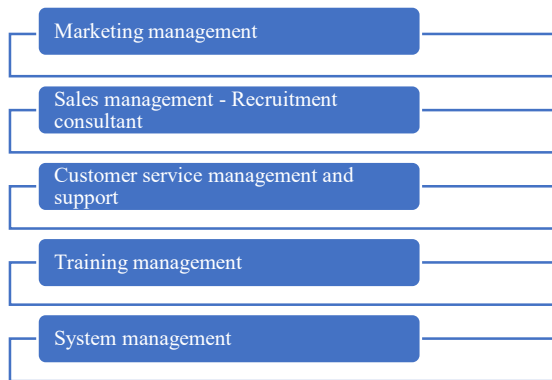 Marketing management
Sales management - Recruitment
consultant
Customer service management and
support
Training management
System management